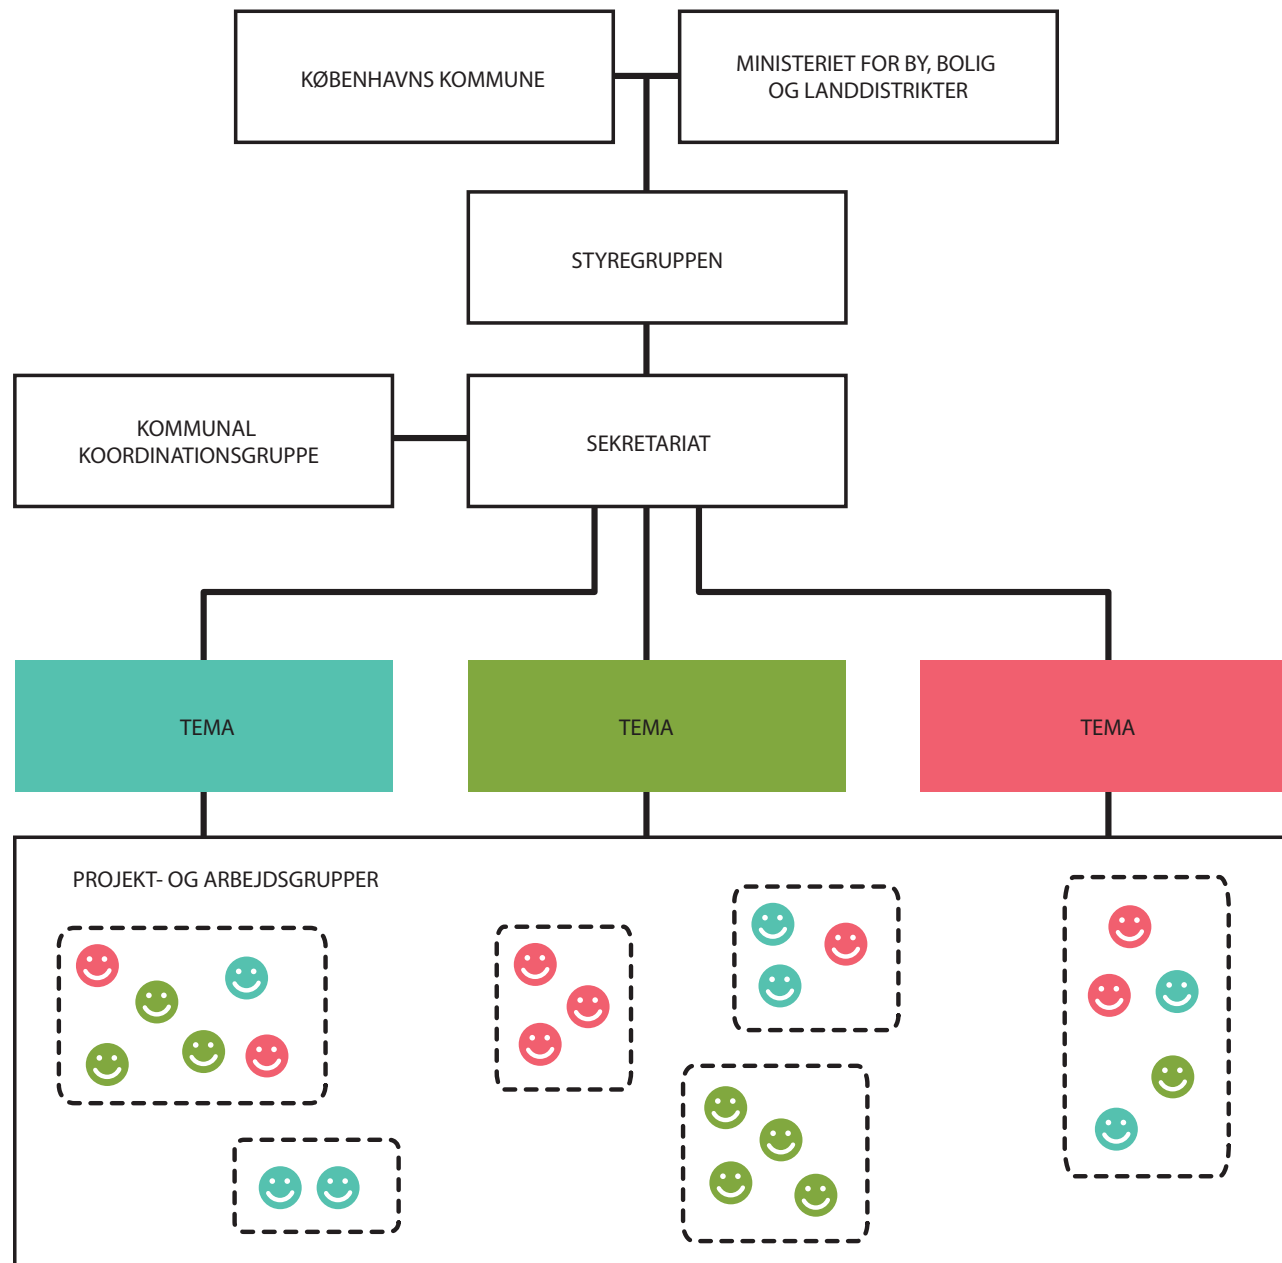 KØBENHAVNS KOMMUNE
MINISTERIET FOR BY, BOLIG
OG LANDDISTRIKTER
STYREGRUPPEN
KOMMUNAL
KOORDINATIONSGRUPPE
SEKRETARIAT
TEMA
TEMA
TEMA
PROJEKT- OG ARBEJDSGRUPPER